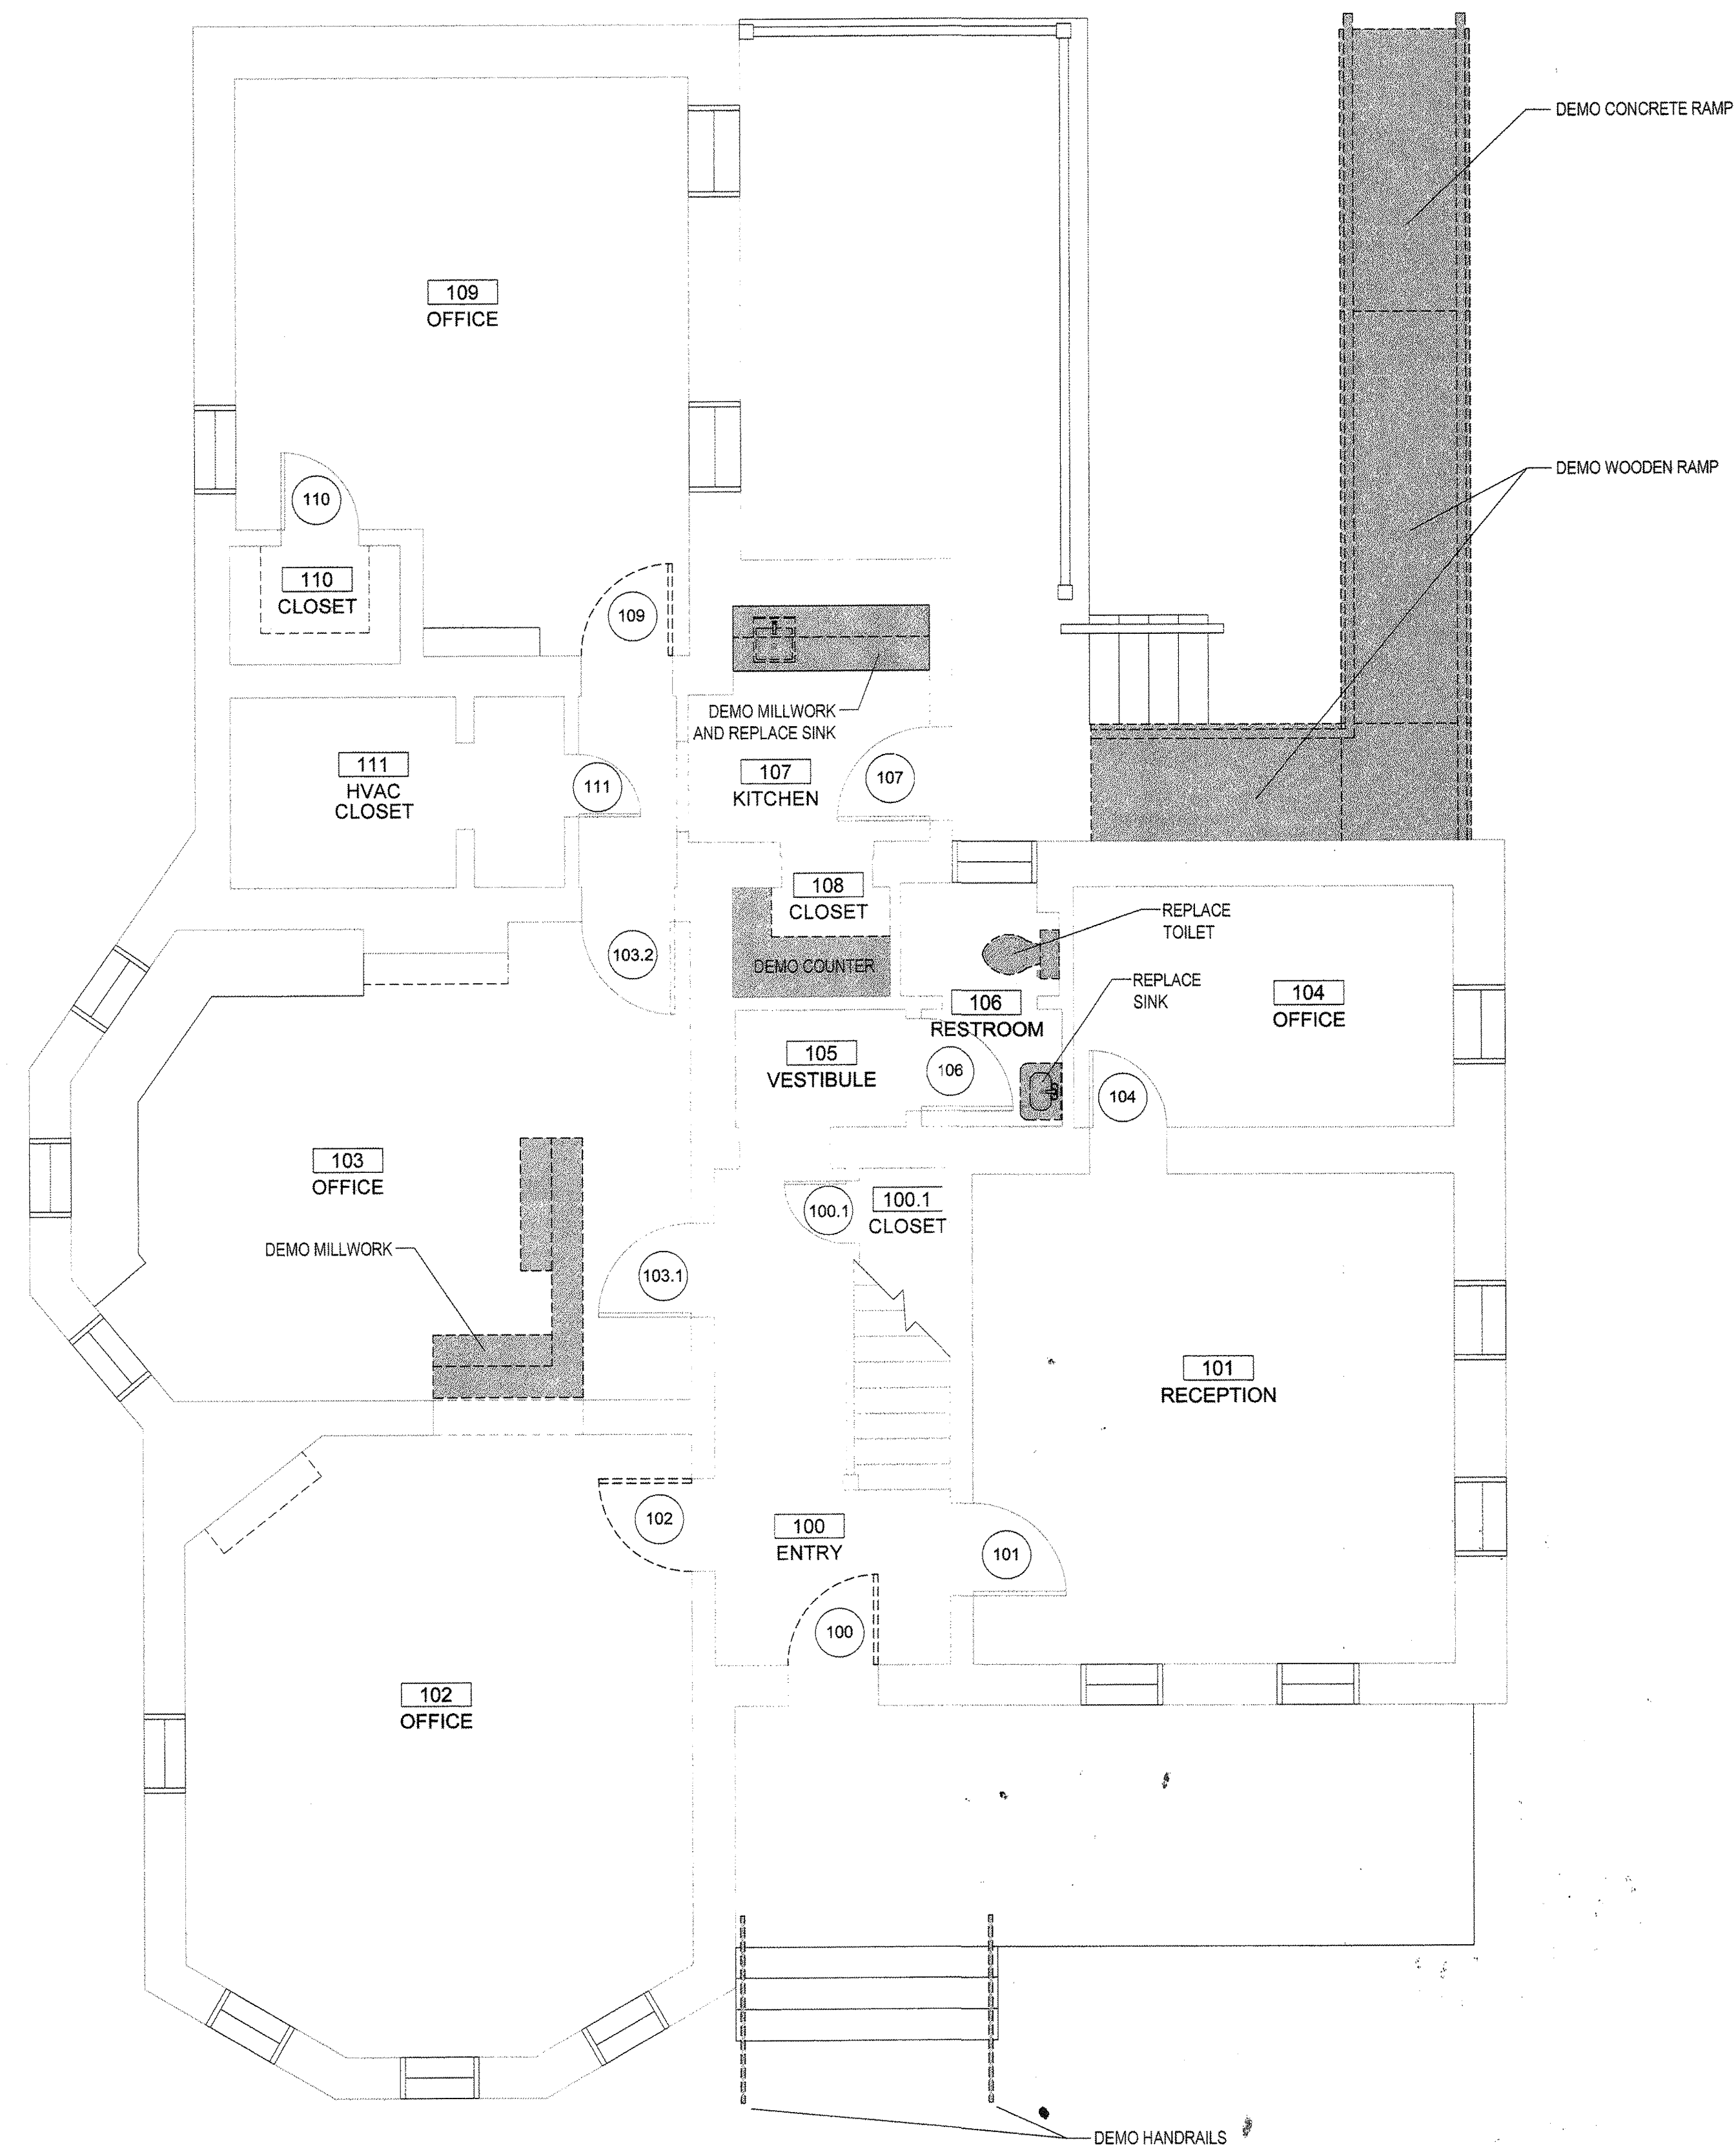 DEMO CONCRETE RAMP
109
OFFICE
DEMO WOODEN RAMP
110
110
CLOSET
109
DEMO MILLWORK
AND REPLACE SINK
111
HVAC
CLOSET
111
107
KITCHEN
107
108
CLOSET
REPLACE
TOILET
103.2
DEMO COUNTER
REPLACE
SINK
106
RESTROOM
104
OFFICE
105
VESTIBULE
106
104
103
OFFICE
100.1
100.1
CLOSET
DEMO MILLWORK
103.1
101
RECEPTION
102
100
ENTRY
101
100
102
OFFICE
DEMO HANDRAILS